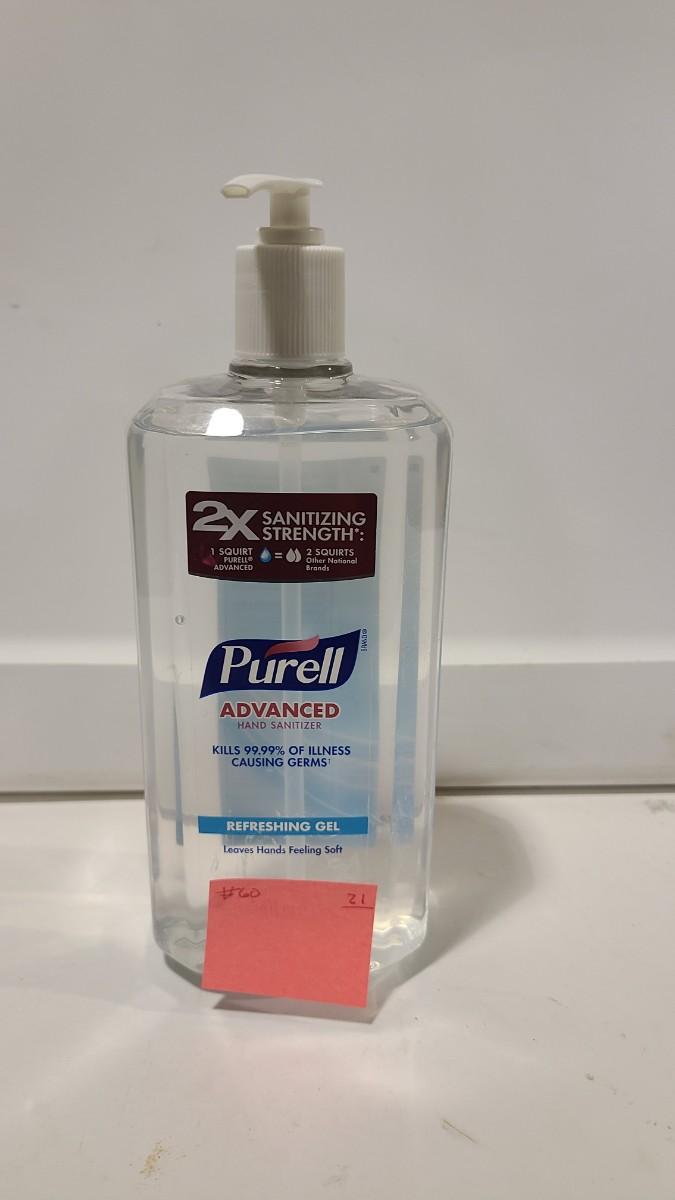 2X SANITIZING
STRENGTH*:
1 SQUIRT
PURELL®
ADVANCED
=
2 SQUIRTS
Other National
Brands
Purell
ADVANCED
HAND SANITIZER
KILLS 99.99% OF ILLNESS
CAUSING GERMS†
REFRESHING GEL
Leaves Hands Feeling Soft
#60
21